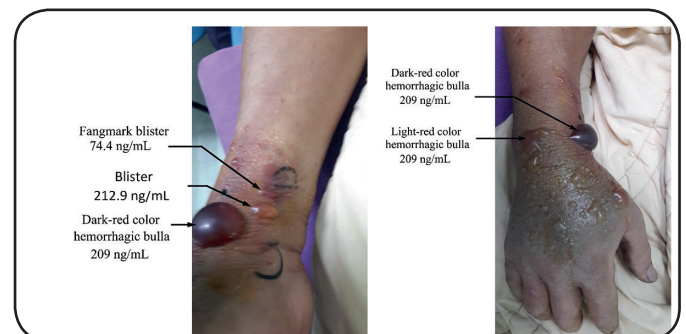 Fangmark blister
74.4 ng/mL
Blister
212.9 ng/mL
Dark-red color
hemorrhagic bulla
209 ng/mL
Dark-red color
hemorrhagic bulla
209 ng/mL
Light-red color
hemorrhagic bulla
209 ng/mL